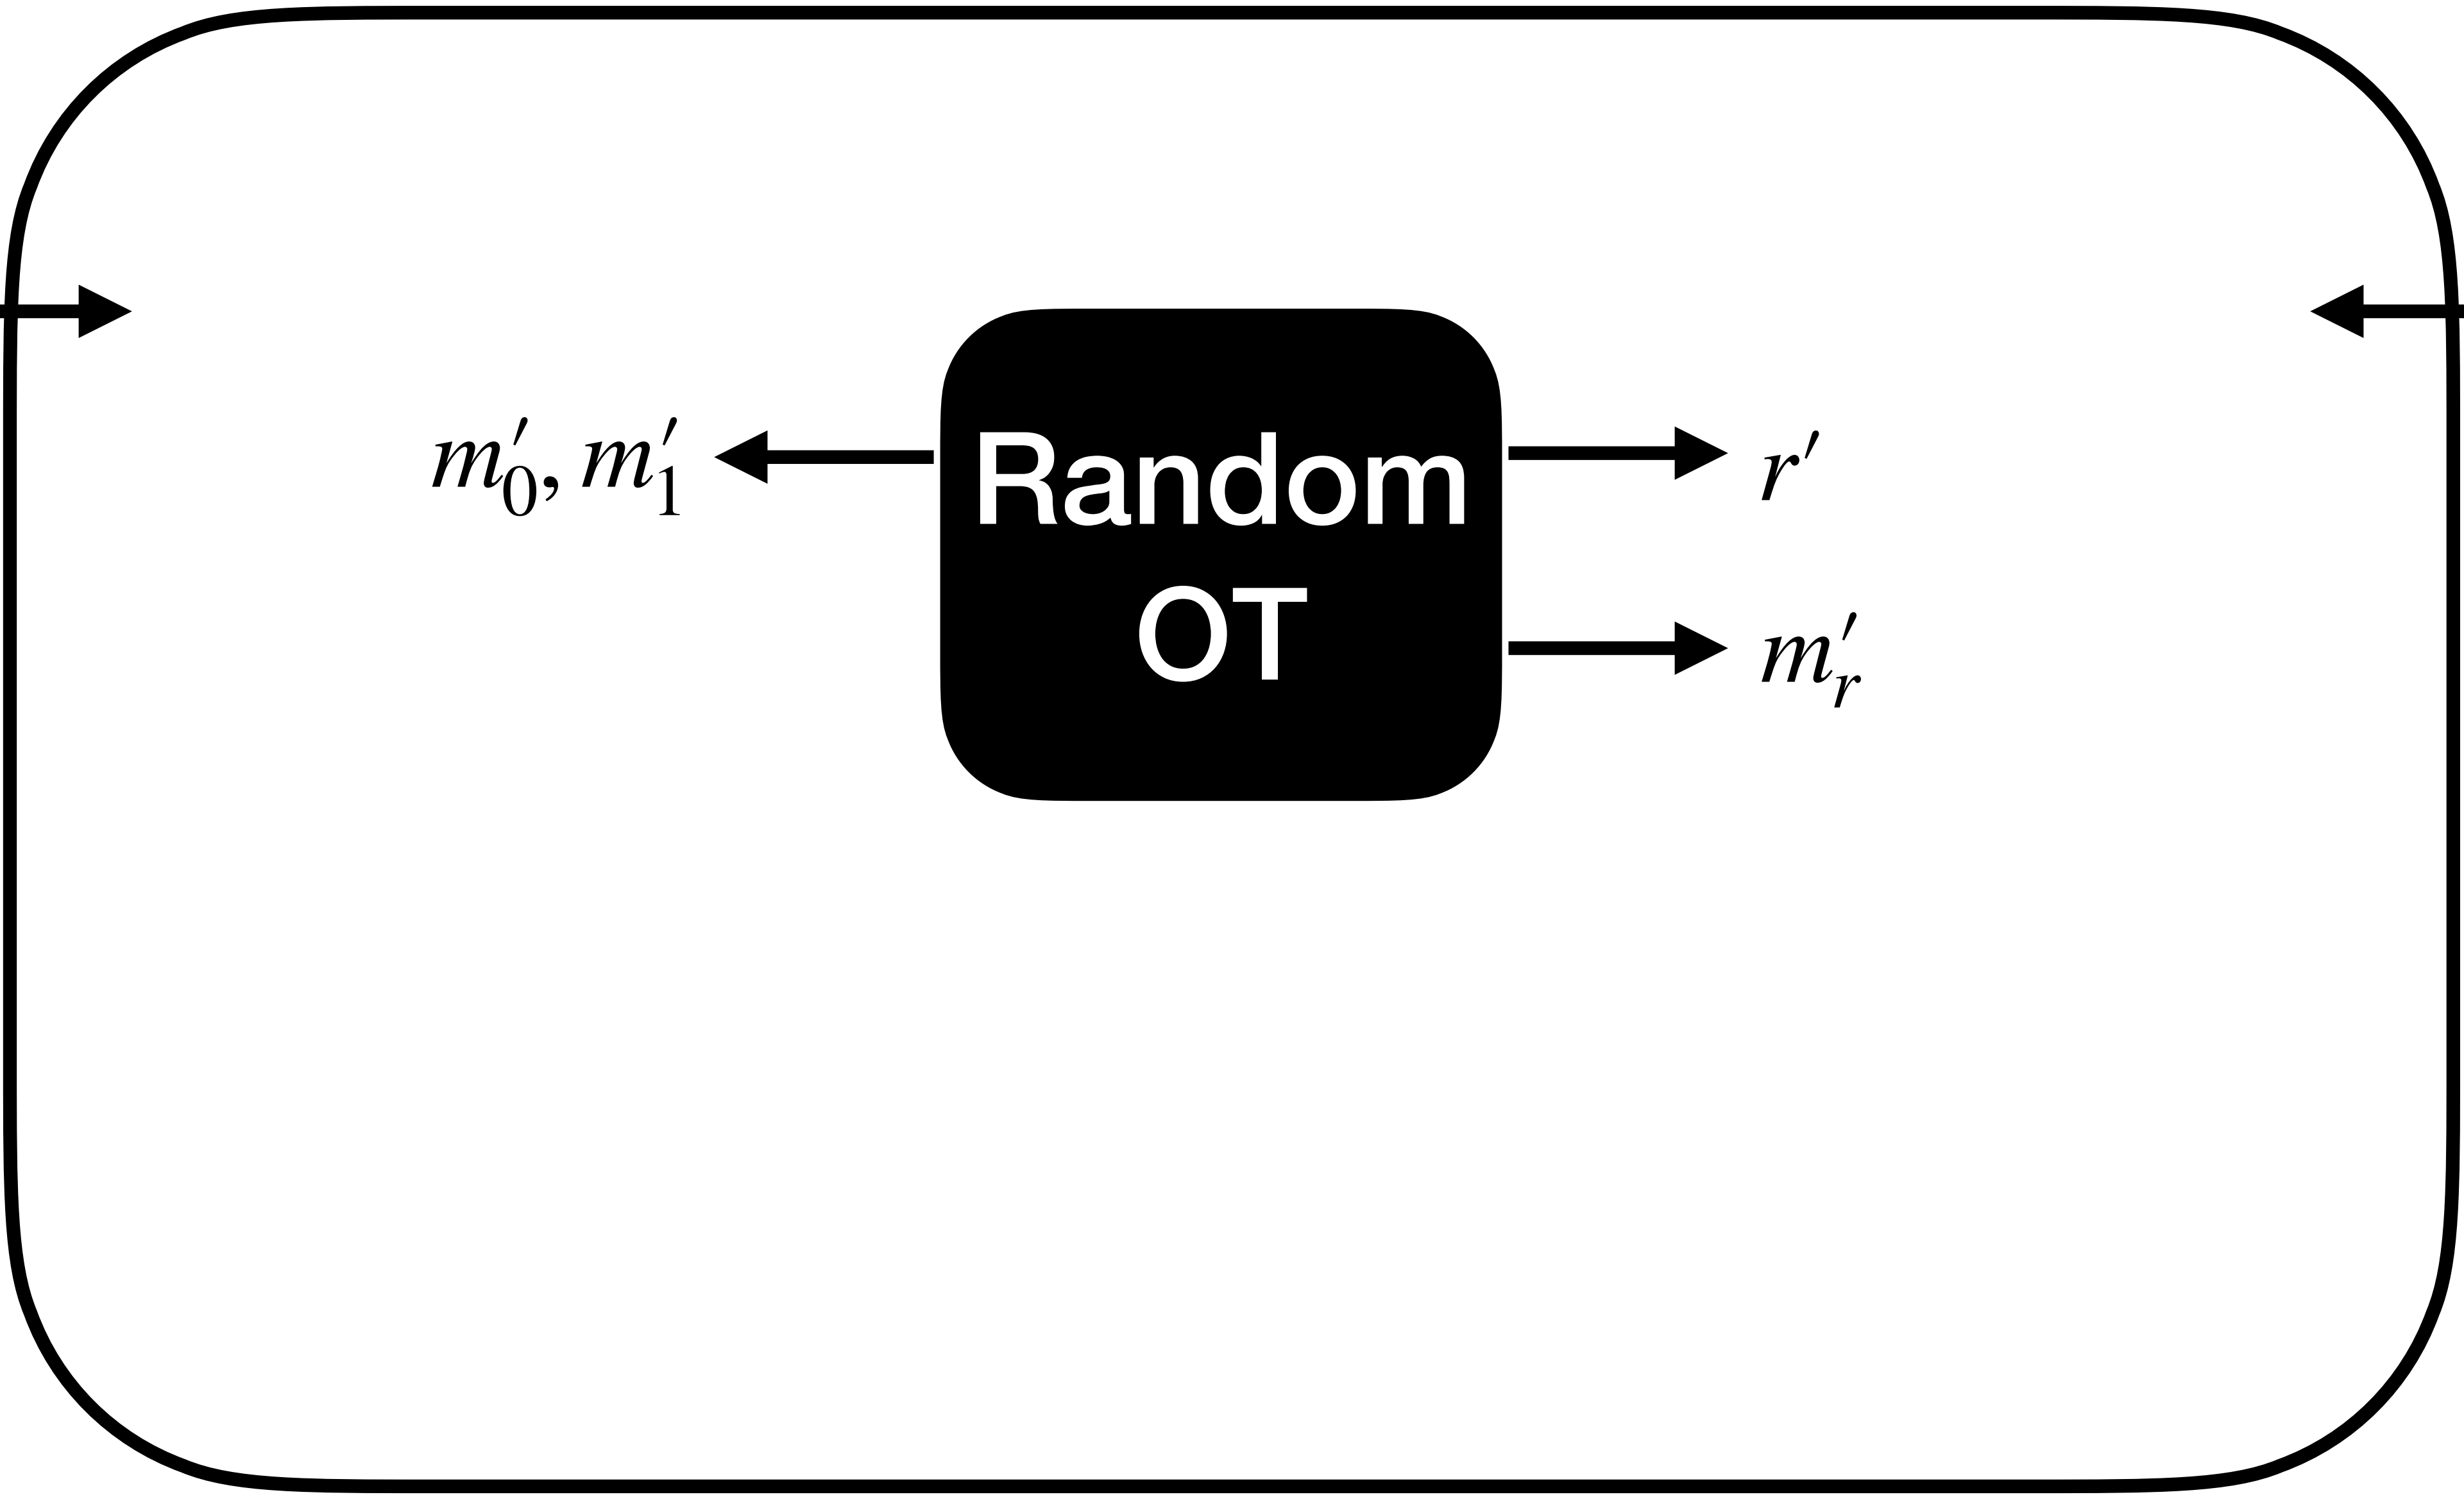 m′₀, m′₁
Random
OT
r′
m′ᵣ